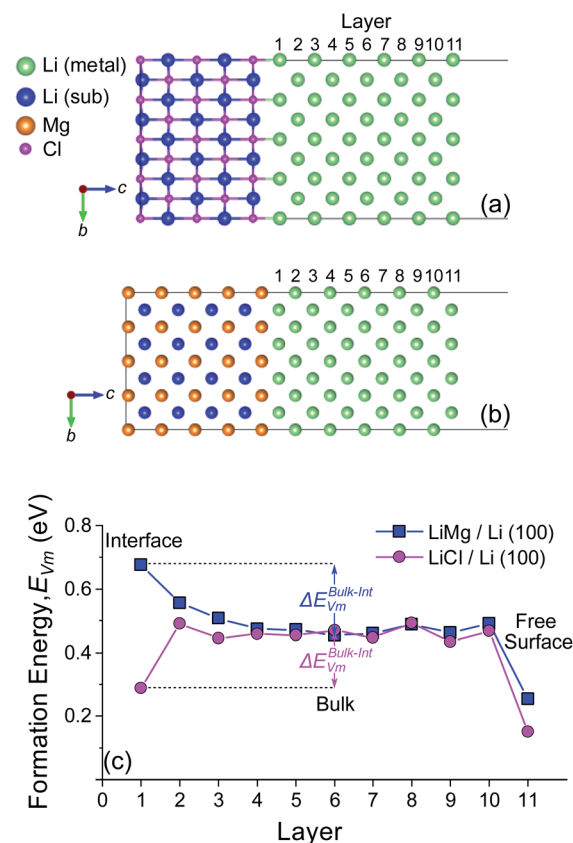 Layer
1 2 3 4 5 6 7 8 9 10 11
Li (metal)
Li (sub)
Mg
Cl
c
b
(a)
1 2 3 4 5 6 7 8 9 10 11
c
b
(b)
Formation Energy, E_Vm (eV)
0.8
0.6
0.4
0.2
Interface
LiMg / Li (100)
LiCl / Li (100)
ΔE_Vm^Bulk-Int
ΔE_Vm^Bulk-Int
Free
Surface
Bulk
(c)
0 1 2 3 4 5 6 7 8 9 10 11 12
Layer